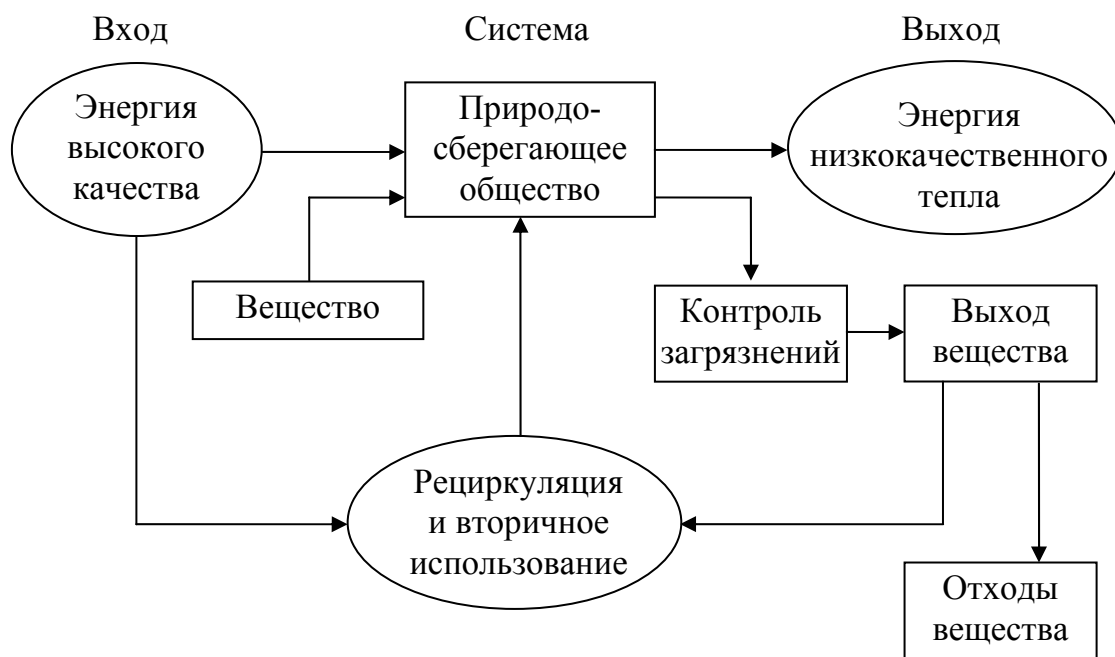 Вход
Система
Выход
Энергия
высокого
качества
Природо-
сберегающее
общество
Энергия
низкокачественного
тепла
Вещество
Контроль
загрязнений
Выход
вещества
Рециркуляция
и вторичное
использование
Отходы
вещества